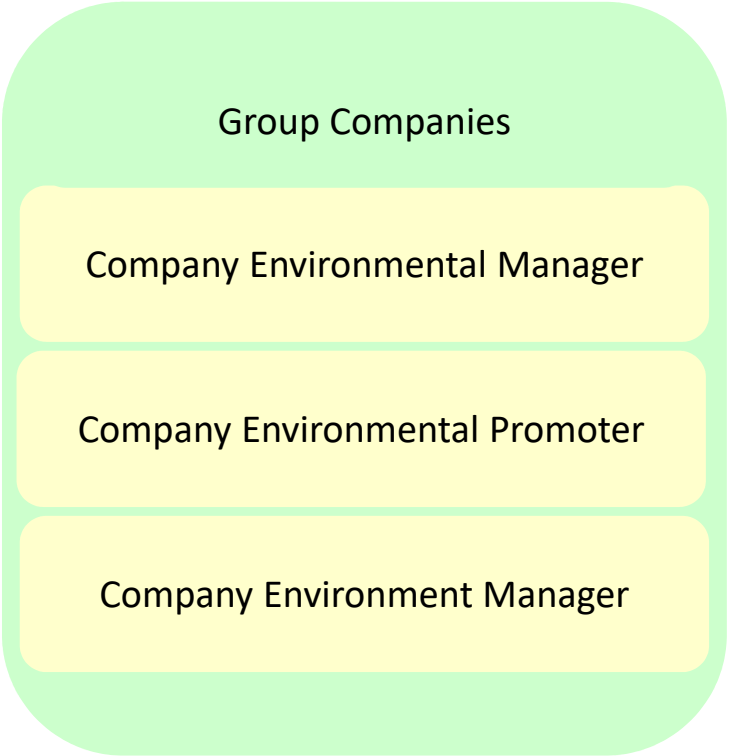 Group Companies
Company Environmental Manager
Company Environmental Promoter
Company Environment Manager